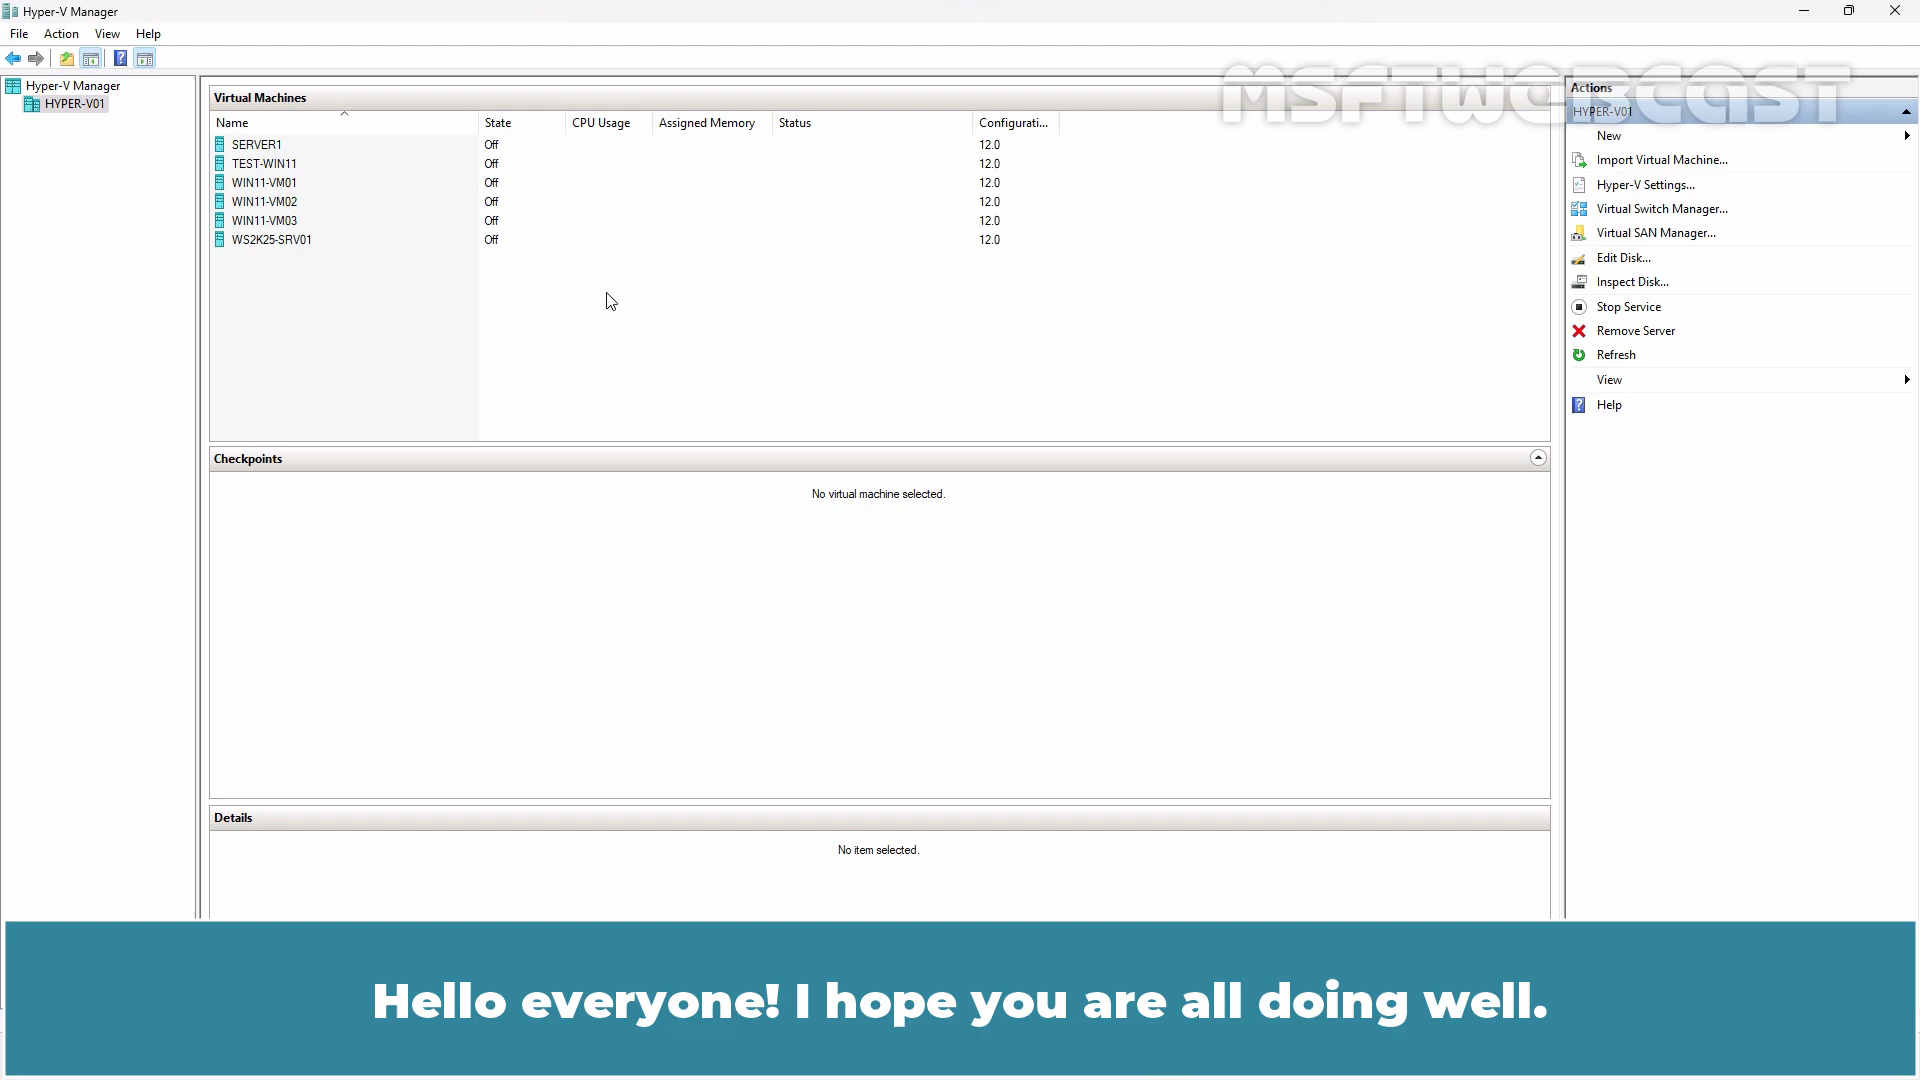 Hyper-V Manager
File Action View Help
Hyper-V Manager
HYPER-V01
Virtual Machines
Name State CPU Usage Assigned Memory Status Configurati...
SERVER1 Off 12.0
TEST-WIN11 Off 12.0
WIN11-VM01 Off 12.0
WIN11-VM02 Off 12.0
WIN11-VM03 Off 12.0
WS2K25-SRV01 Off 12.0
Checkpoints
No virtual machine selected.
Details
No item selected.
MSFTWEBCAST
Actions
HYPER-V01
New
Import Virtual Machine...
Hyper-V Settings...
Virtual Switch Manager...
Virtual SAN Manager...
Edit Disk...
Inspect Disk...
Stop Service
Remove Server
Refresh
View
Help
Hello everyone! I hope you are all doing well.